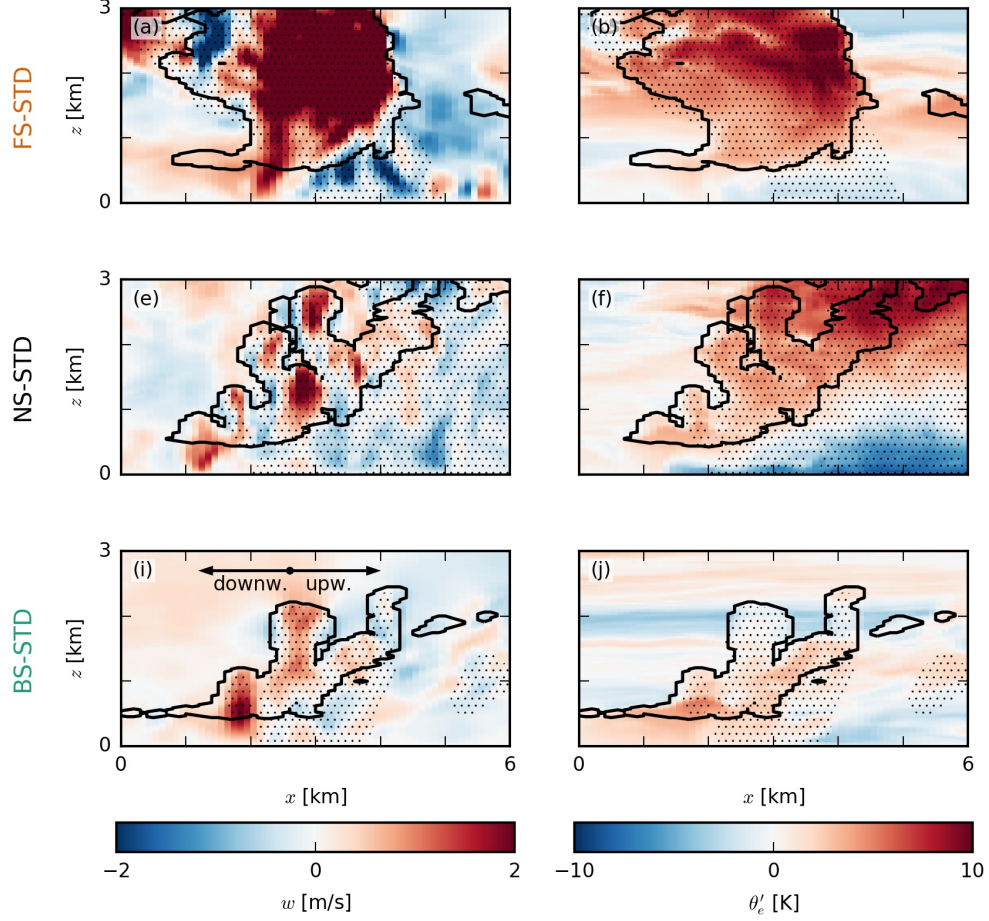 (a)
(b)
3
0
z [km]
FS-STD
(e)
(f)
3
0
z [km]
NS-STD
(i)
downw. upw.
(j)
3
0
z [km]
BS-STD
0 6
0 6
x [km]
x [km]
−2 0 2
−10 0 10
w [m/s]
θ′e [K]